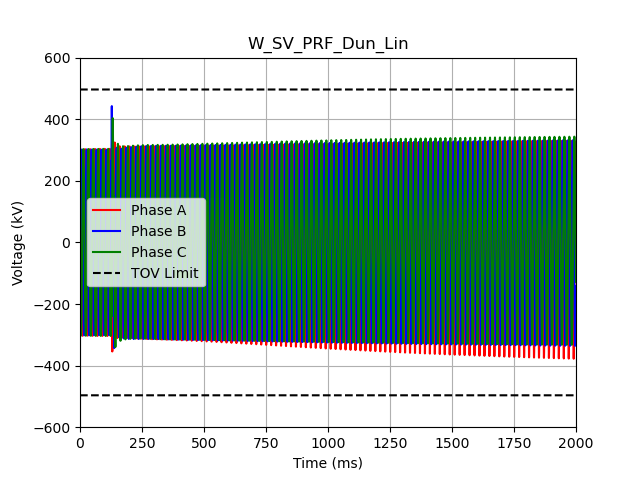 W_SV_PRF_Dun_Lin
600
400
200
0
−200
−400
−600
Voltage (kV)
Phase A
Phase B
Phase C
TOV Limit
0 250 500 750 1000 1250 1500 1750 2000
Time (ms)